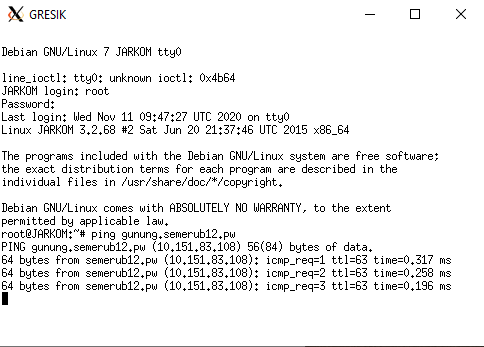 GRESIK
Debian GNU/Linux 7 JARKOM tty0
line_ioctl: tty0: unknown ioctl: 0x4b64
JARKOM login: root
Password:
Last login: Wed Nov 11 09:47:27 UTC 2020 on tty0
Linux JARKOM 3.2.68 #2 Sat Jun 20 21:37:46 UTC 2015 x86_64
The programs included with the Debian GNU/Linux system are free software;
the exact distribution terms for each program are described in the
individual files in /usr/share/doc/*/copyright.
Debian GNU/Linux comes with ABSOLUTELY NO WARRANTY, to the extent
permitted by applicable law.
root@JARKOM:~# ping gunung.semerub12.pw
PING gunung.semerub12.pw (10.151.83.108) 56(84) bytes of data.
64 bytes from semerub12.pw (10.151.83.108): icmp_req=1 ttl=63 time=0.317 ms
64 bytes from semerub12.pw (10.151.83.108): icmp_req=2 ttl=63 time=0.258 ms
64 bytes from semerub12.pw (10.151.83.108): icmp_req=3 ttl=63 time=0.196 ms